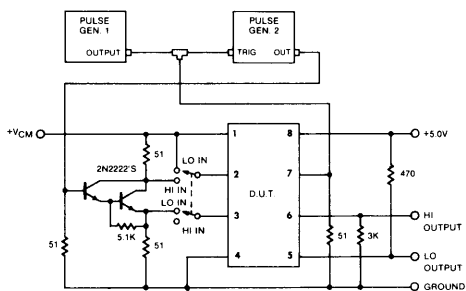 PULSE
GEN. 1
OUTPUT
PULSE
GEN. 2
TRIG OUT
+VCM
2N2222'S
51
LO IN
HI IN
LO IN
HI IN
5.1K
51
51
1 8
2 7
D.U.T.
3 6
4 5
51
3K
470
+5.0V
HI
OUTPUT
LO
OUTPUT
GROUND